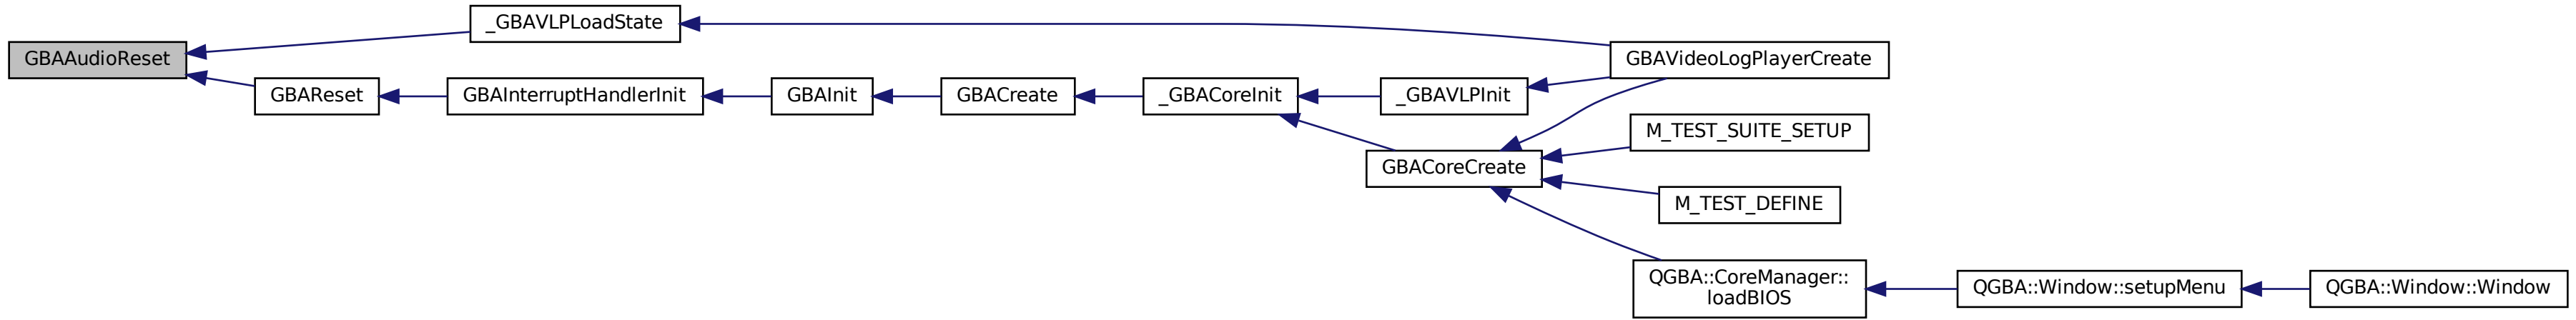 GBAAudioReset
_GBAVLPLoadState
GBAVideoLogPlayerCreate
GBAReset
GBAInterruptHandlerInit
GBAInit
GBACreate
_GBACoreInit
_GBAVLPInit
GBACoreCreate
M_TEST_SUITE_SETUP
M_TEST_DEFINE
QGBA::CoreManager::
loadBIOS
QGBA::Window::setupMenu
QGBA::Window::Window